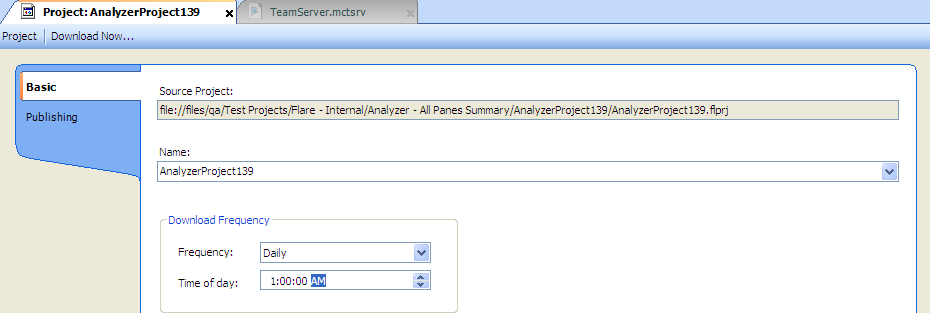 Project: AnalyzerProject139 x TeamServer.mctsrv x
Project Download Now...
Basic
Publishing
Source Project:
file://files/qa/Test Projects/Flare - Internal/Analyzer - All Panes Summary/AnalyzerProject139/AnalyzerProject139.flprj
Name:
AnalyzerProject139
Download Frequency
Frequency: Daily
Time of day: 1:00:00 AM